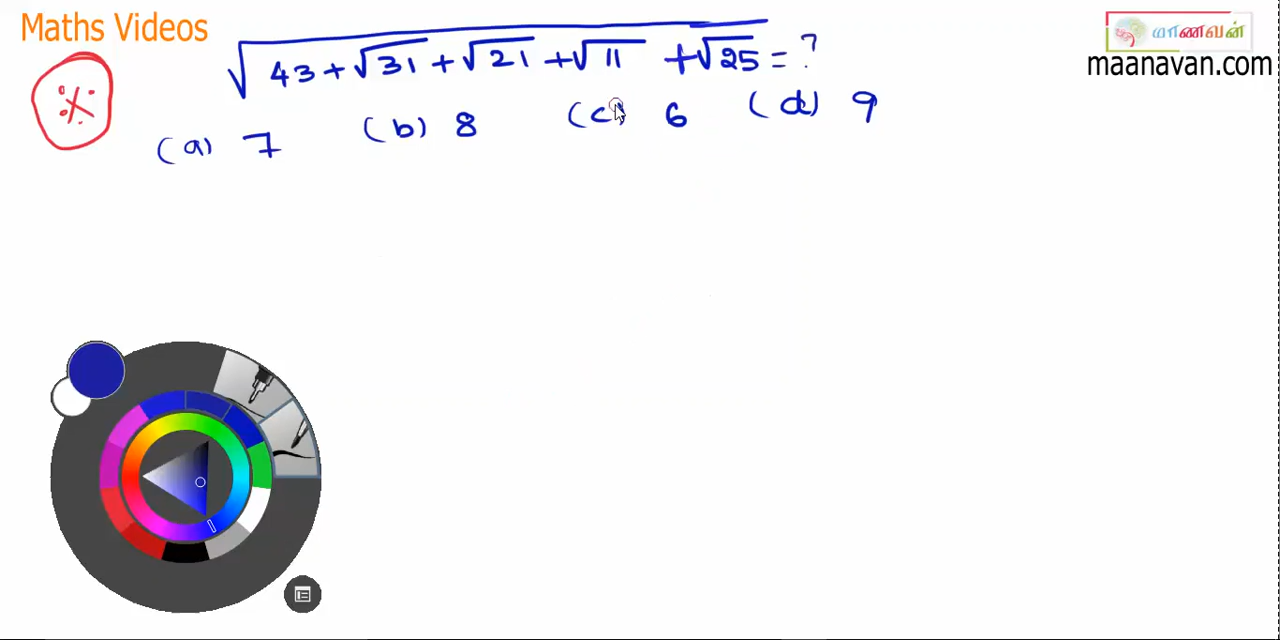 Maths Videos
மாணவன்
maanavan.com
√43+√31+√21+√11 +√25 = ?
(a) 7 (b) 8 (c) 6 (d) 9